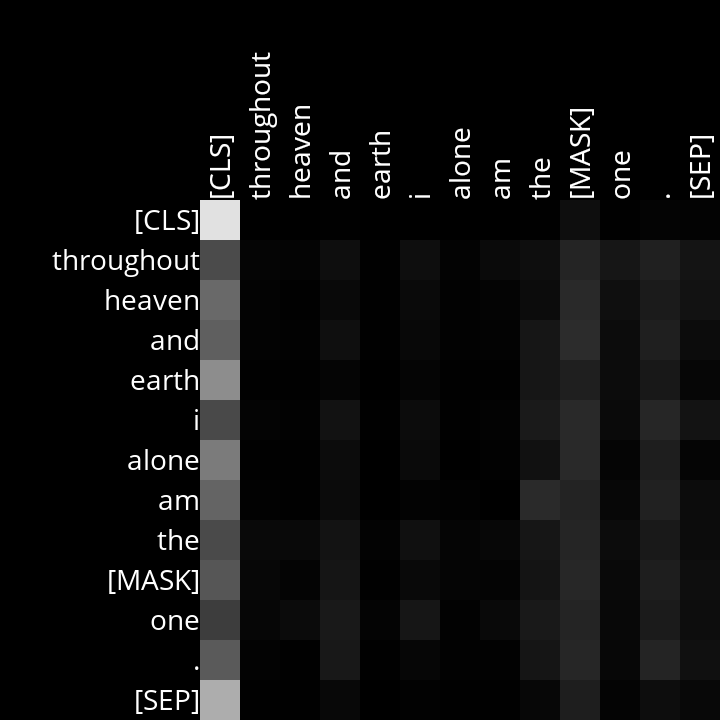 [CLS] throughout heaven and earth i alone am the [MASK] one . [SEP]
[CLS]
throughout
heaven
and
earth
i
alone
am
the
[MASK]
one
.
[SEP]